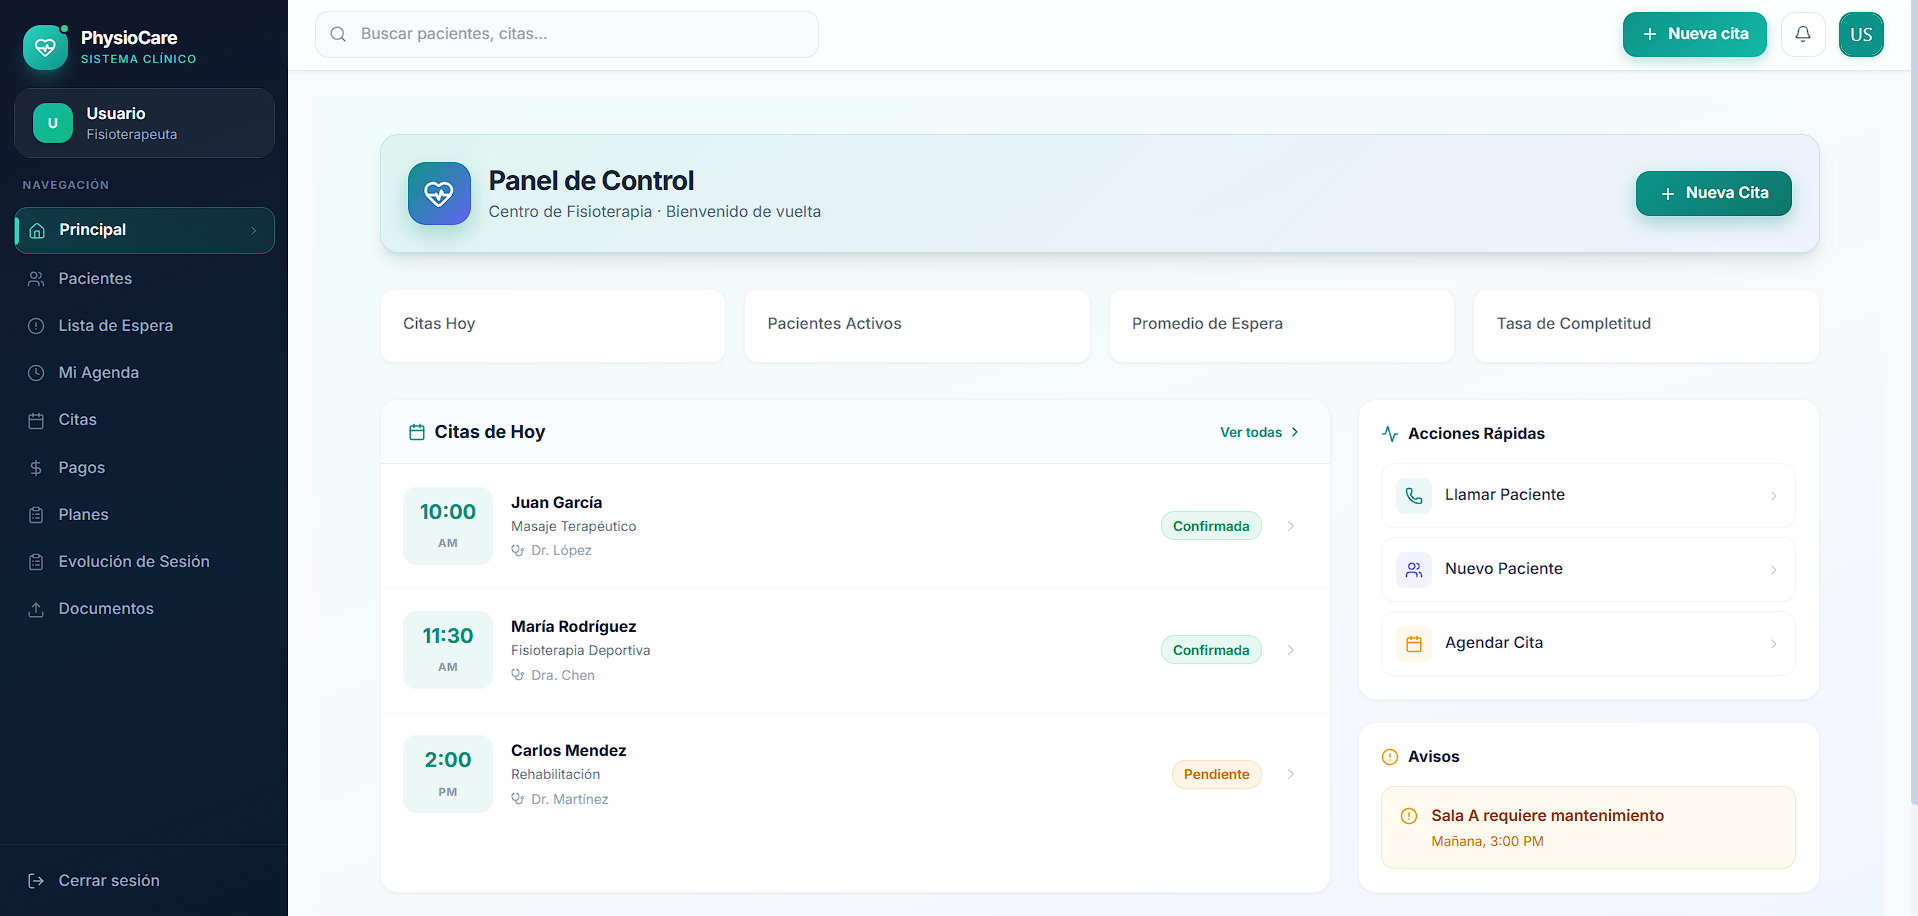 PhysioCare
SISTEMA CLÍNICO
U
Usuario
Fisioterapeuta
NAVEGACIÓN
Principal
Pacientes
Lista de Espera
Mi Agenda
Citas
Pagos
Planes
Evolución de Sesión
Documentos
Cerrar sesión
Buscar pacientes, citas...
Nueva cita
US
Panel de Control
Centro de Fisioterapia · Bienvenido de vuelta
Nueva Cita
Citas Hoy
Pacientes Activos
Promedio de Espera
Tasa de Completitud
Citas de Hoy
Ver todas
10:00
AM
Juan García
Masaje Terapéutico
Dr. López
Confirmada
11:30
AM
María Rodríguez
Fisioterapia Deportiva
Dra. Chen
Confirmada
2:00
PM
Carlos Mendez
Rehabilitación
Dr. Martínez
Pendiente
Acciones Rápidas
Llamar Paciente
Nuevo Paciente
Agendar Cita
Avisos
Sala A requiere mantenimiento
Mañana, 3:00 PM